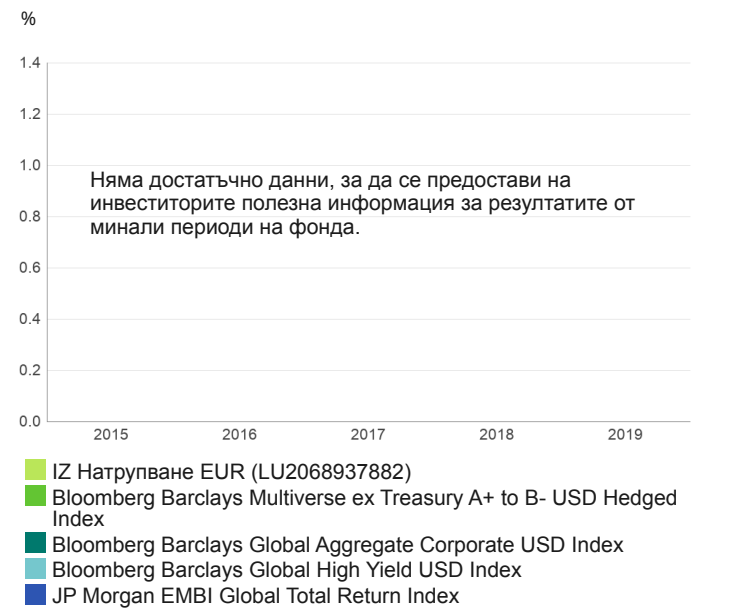 %
1.4
1.2
1.0
Няма достатъчно данни, за да се предостави на
инвеститорите полезна информация за резултатите от
0.8
минали периоди на фонда.
0.6
0.4
0.2
0.0
2015 2016 2017 2018 2019
IZ Натрупване EUR (LU2068937882)
Bloomberg Barclays Multiverse ex Treasury A+ to B- USD Hedged
Index
Bloomberg Barclays Global Aggregate Corporate USD Index
Bloomberg Barclays Global High Yield USD Index
JP Morgan EMBI Global Total Return Index